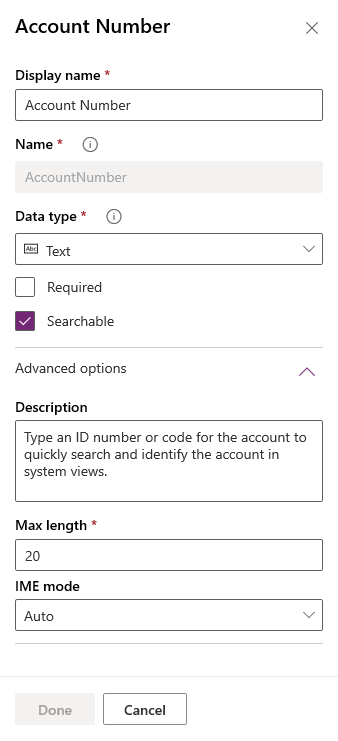 Account Number
Display name *
Account Number
Name *
AccountNumber
Data type *
Abc Text
Required
Searchable
Advanced options
Description
Type an ID number or code for the account to
quickly search and identify the account in
system views.
Max length *
20
IME mode
Auto
Done Cancel